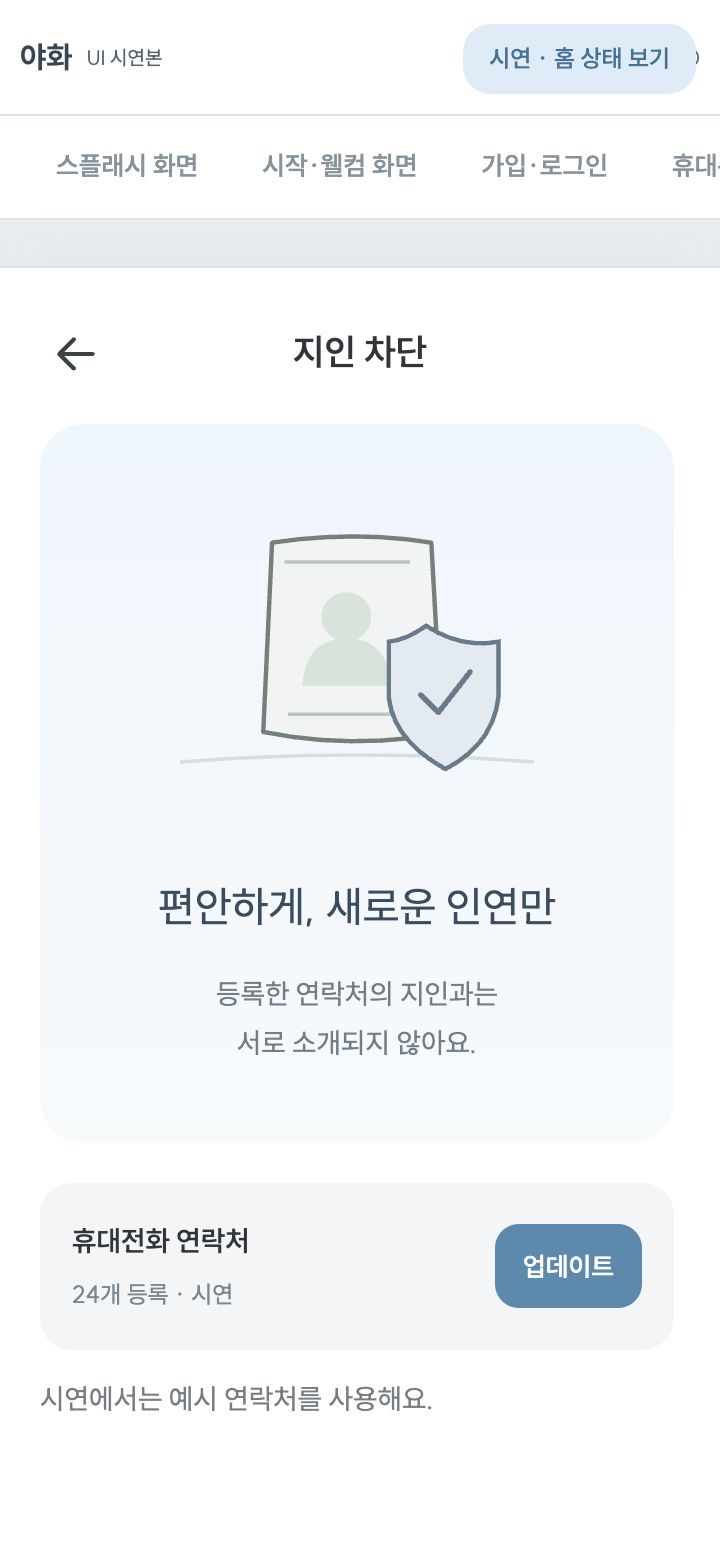 야화 UI 시연본 시연 · 홈 상태 보기
스플래시 화면 시작·웰컴 화면 가입·로그인 휴대
지인 차단
편안하게, 새로운 인연만
등록한 연락처의 지인과는
서로 소개되지 않아요.
휴대전화 연락처
24개 등록 · 시연
업데이트
시연에서는 예시 연락처를 사용해요.